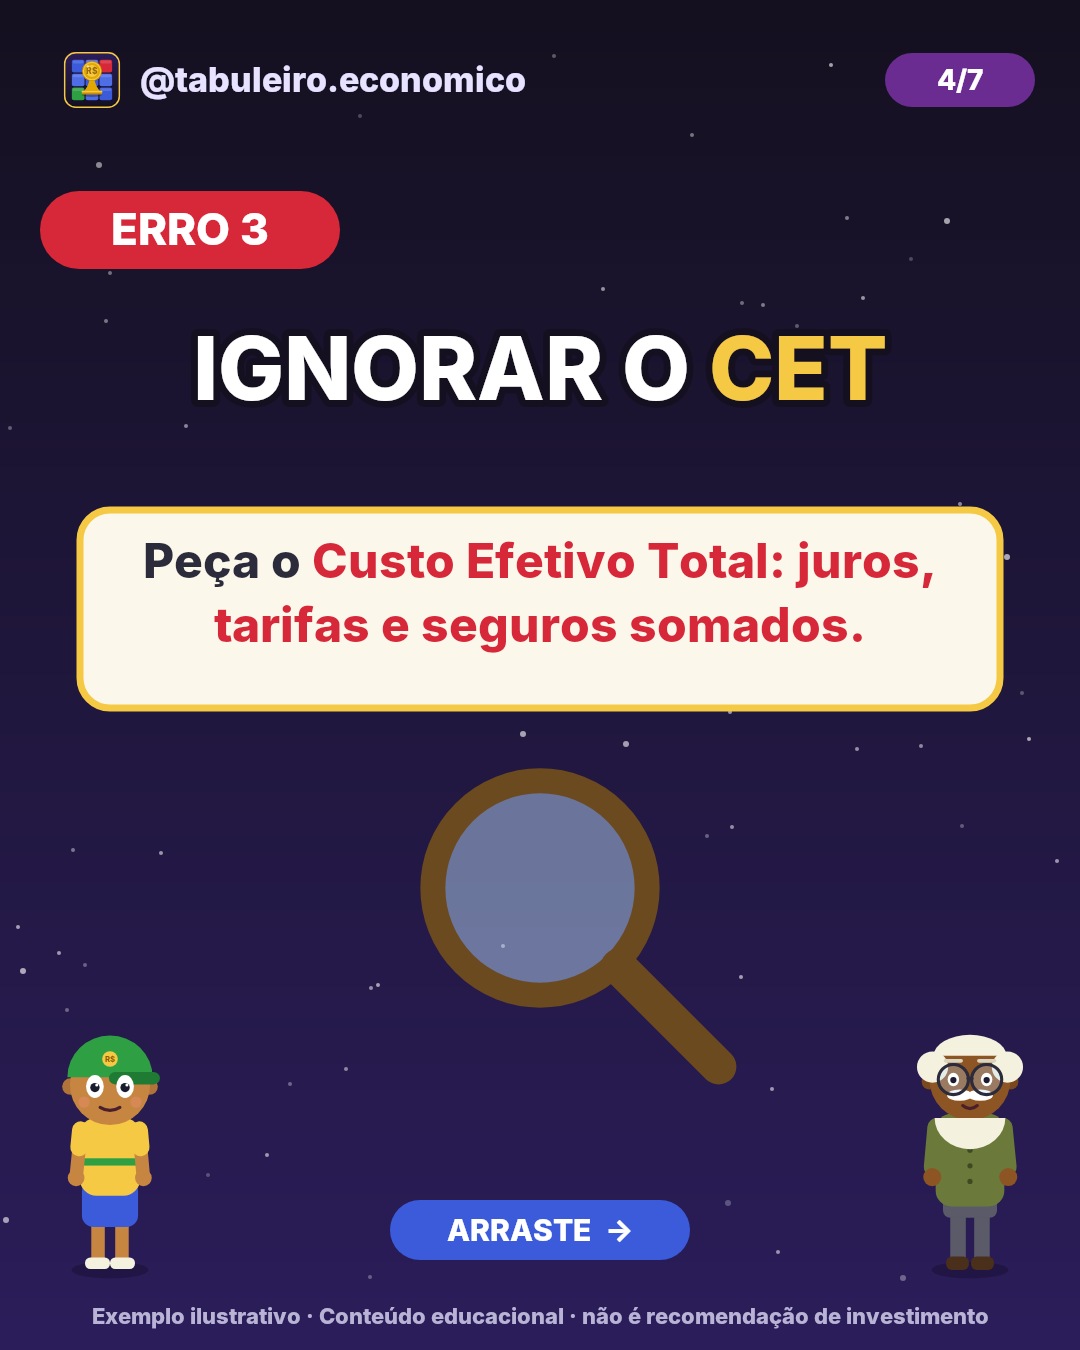 @tabuleiro.economico
4/7
ERRO 3
IGNORAR O CET
Peça o Custo Efetivo Total: juros,
tarifas e seguros somados.
R$
R$
ARRASTE →
Exemplo ilustrativo · Conteúdo educacional · não é recomendação de investimento